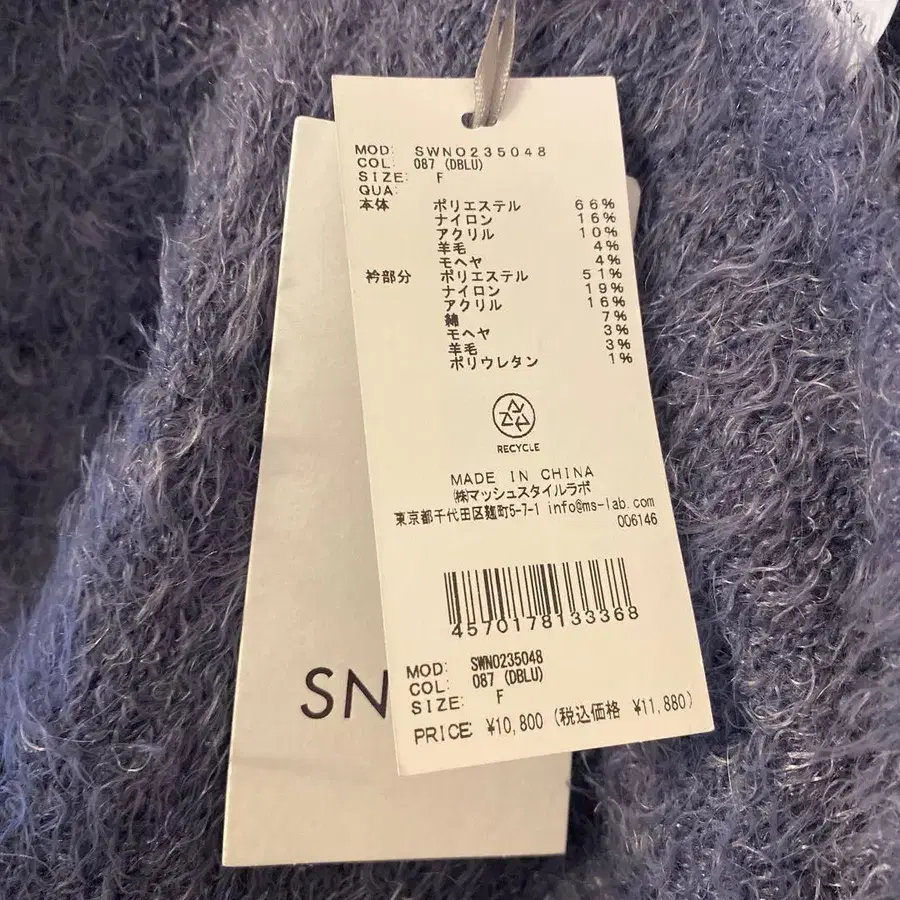 MOD: SWNO235048
COL: 087 (DBLU)
SIZE: F
QUA:
本体 ポリエステル 66%
ナイロン 16%
アクリル 10%
羊毛 4%
モヘヤ 4%
衿部分 ポリエステル 51%
ナイロン 19%
アクリル 16%
綿 7%
モヘヤ 3%
羊毛 3%
ポリウレタン 1%
RECYCLE
MADE IN CHINA
㈱マッシュスタイルラボ
東京都千代田区麹町5-7-1 info@ms-lab.com
006146
4570178133368
MOD: SWNO235048
COL: 087 (DBLU)
SIZE: F
PRICE: ¥10,800 (税込価格 ¥11,880)
SN